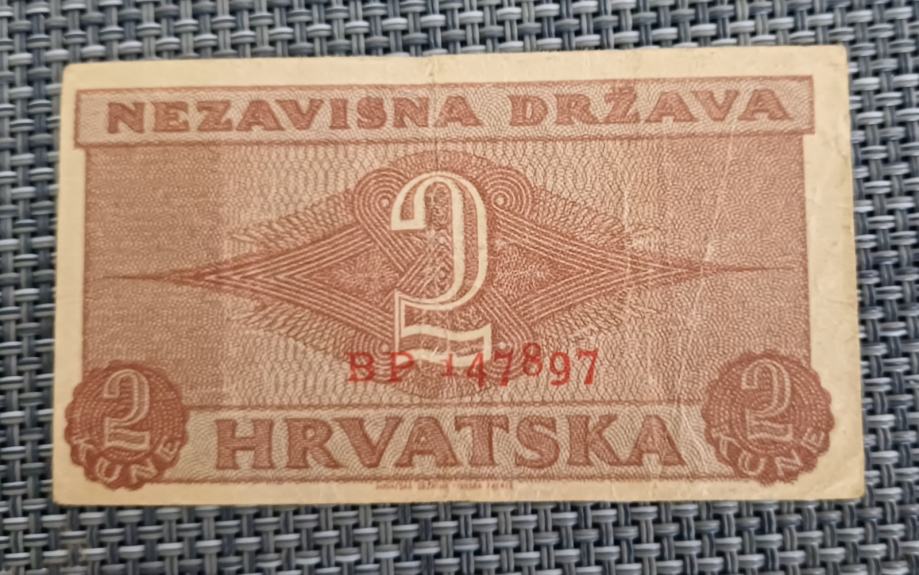 NEZAVISNA DRŽAVA
2
BP 147897
2
KUNE
HRVATSKA
2
KUNE